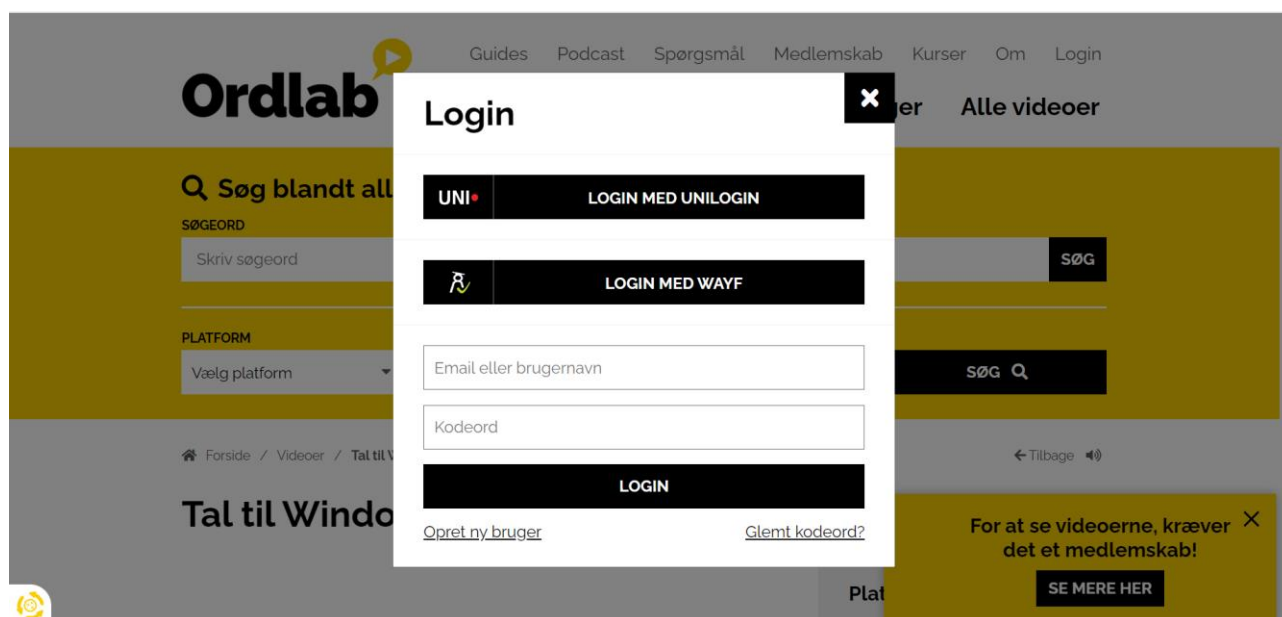 Guides Podcast Spørgsmål Medlemskab Kurser Om Login
Ordlab
Alle videoer
Login
Søg blandt all
UNI LOGIN MED UNILOGIN
SØGEORD
Skriv søgeord
SØG
LOGIN MED WAYF
PLATFORM
Vælg platform
Email eller brugernavn
SØG
Kodeord
Forside / Videoer / Tal til
Tilbage
LOGIN
Tal til Windo
Opret ny bruger
Glemt kodeord?
For at se videoerne, kræver
det et medlemskab!
SE MERE HER